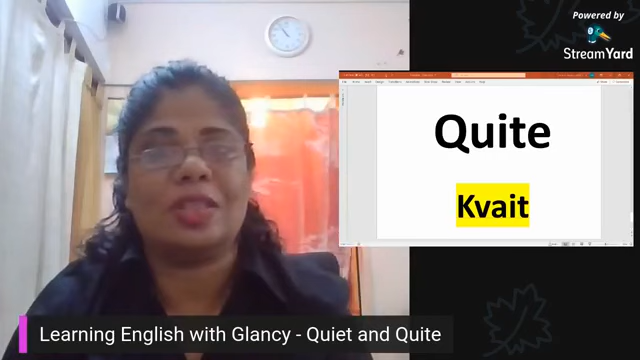 Powered by
StreamYard
Quite
Kvait
Learning English with Glancy - Quiet and Quite